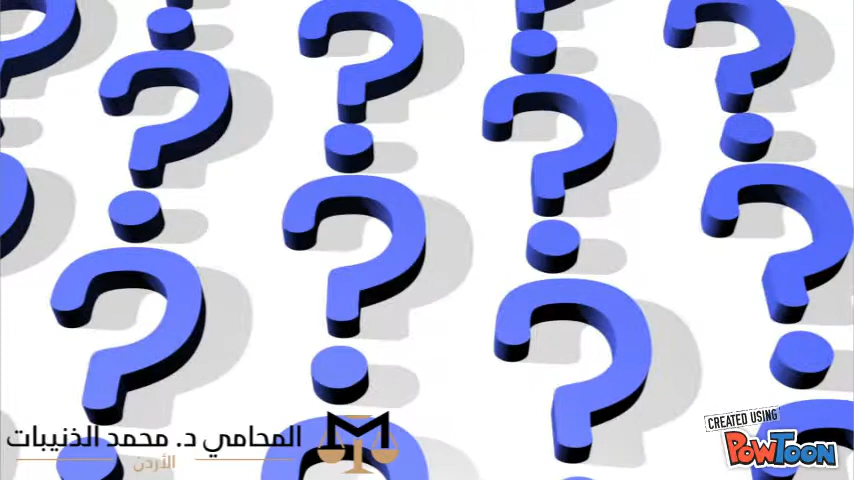 المحامي د. محمد الذنيبات
الأردن
CREATED USING
POWTOON